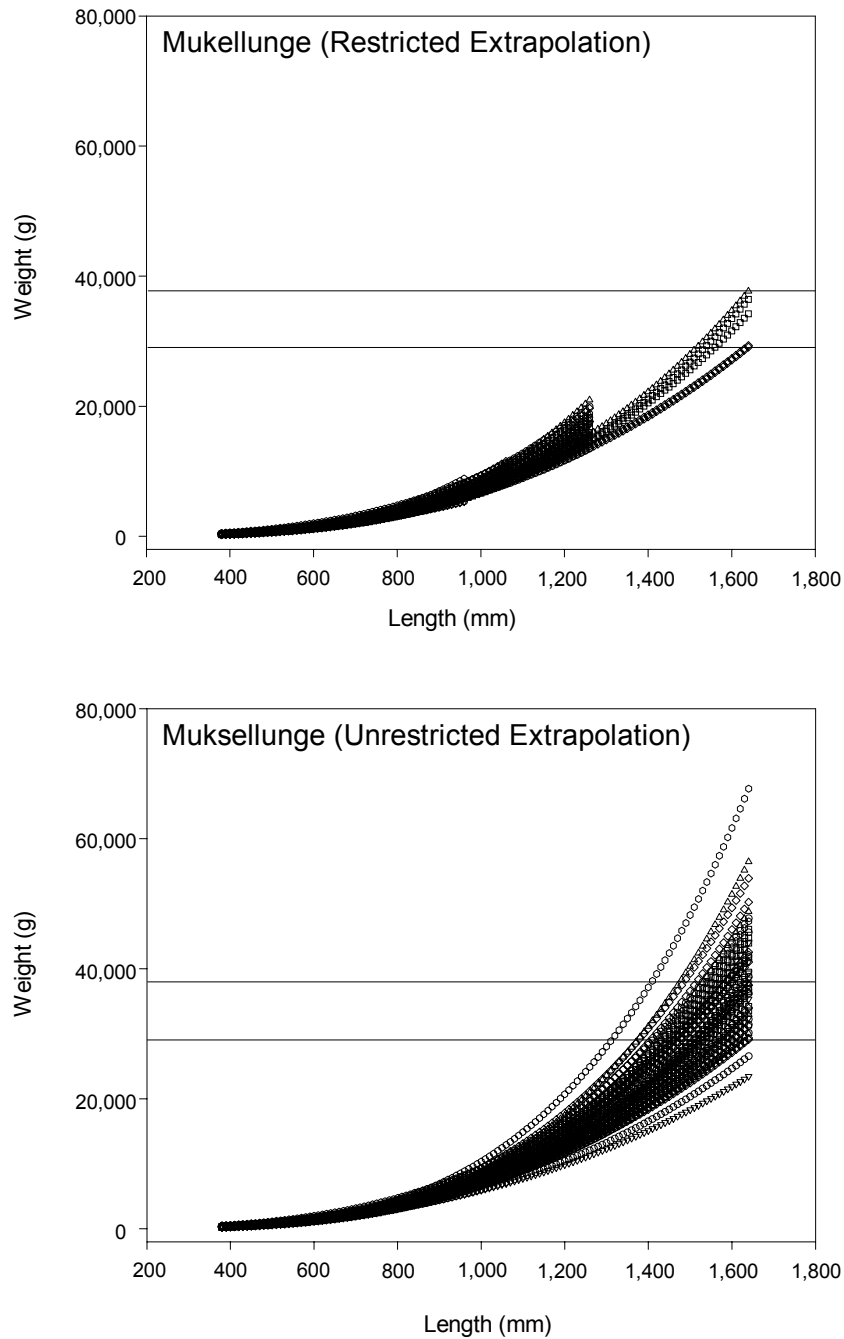 80,000
Mukellunge (Restricted Extrapolation)
60,000
Weight (g)
40,000
20,000
0
200 400 600 800 1,000 1,200 1,400 1,600 1,800
Length (mm)
80,000
Muksellunge (Unrestricted Extrapolation)
60,000
Weight (g)
40,000
20,000
0
200 400 600 800 1,000 1,200 1,400 1,600 1,800
Length (mm)